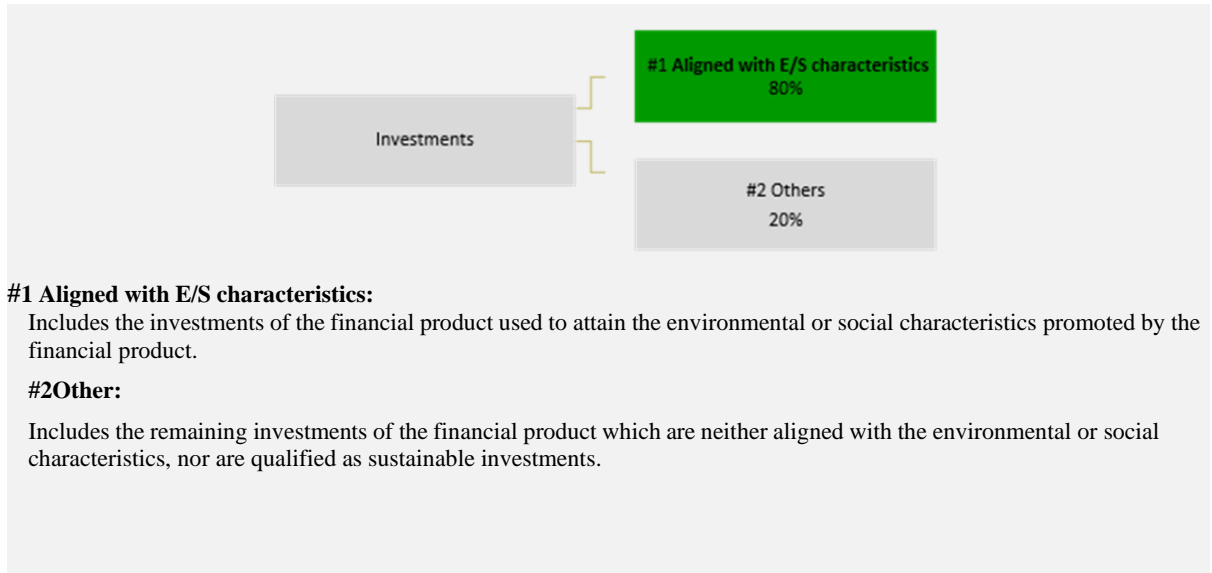 #1 Aligned with E/S characteristics
80%
Investments
#2 Others
20%
#1 Aligned with E/S characteristics:
Includes the investments of the financial product used to attain the environmental or social characteristics promoted by the
financial product.
#2Other:
Includes the remaining investments of the financial product which are neither aligned with the environmental or social
characteristics, nor are qualified as sustainable investments.